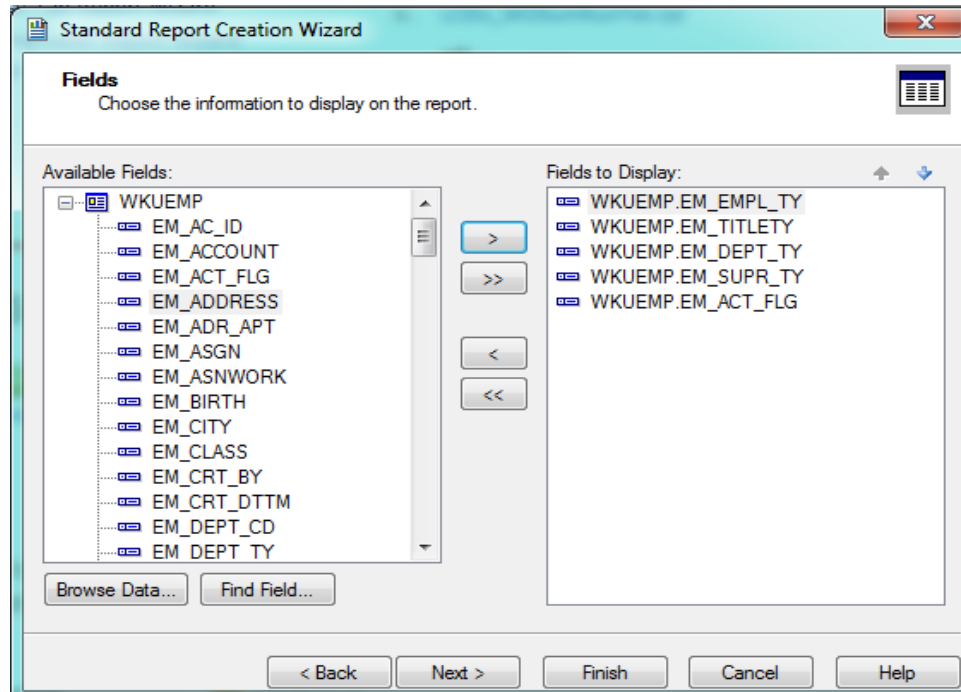 Standard Report Creation Wizard
Fields
Choose the information to display on the report.
Available Fields:
WKUEMP
EM_AC_ID
EM_ACCOUNT
EM_ACT_FLG
EM_ADDRESS
EM_ADR_APT
EM_ASGN
EM_ASNWORK
EM_BIRTH
EM_CITY
EM_CLASS
EM_CRT_BY
EM_CRT_DTTM
EM_DEPT_CD
EM_DEPT_TY
>
>>
<
<<
Fields to Display:
WKUEMP.EM_EMPL_TY
WKUEMP.EM_TITLETY
WKUEMP.EM_DEPT_TY
WKUEMP.EM_SUPR_TY
WKUEMP.EM_ACT_FLG
Browse Data... Find Field...
< Back Next > Finish Cancel Help